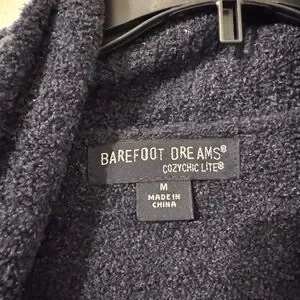 BAREFOOT DREAMS®
COZYCHIC LITE®
M
MADE IN
CHINA